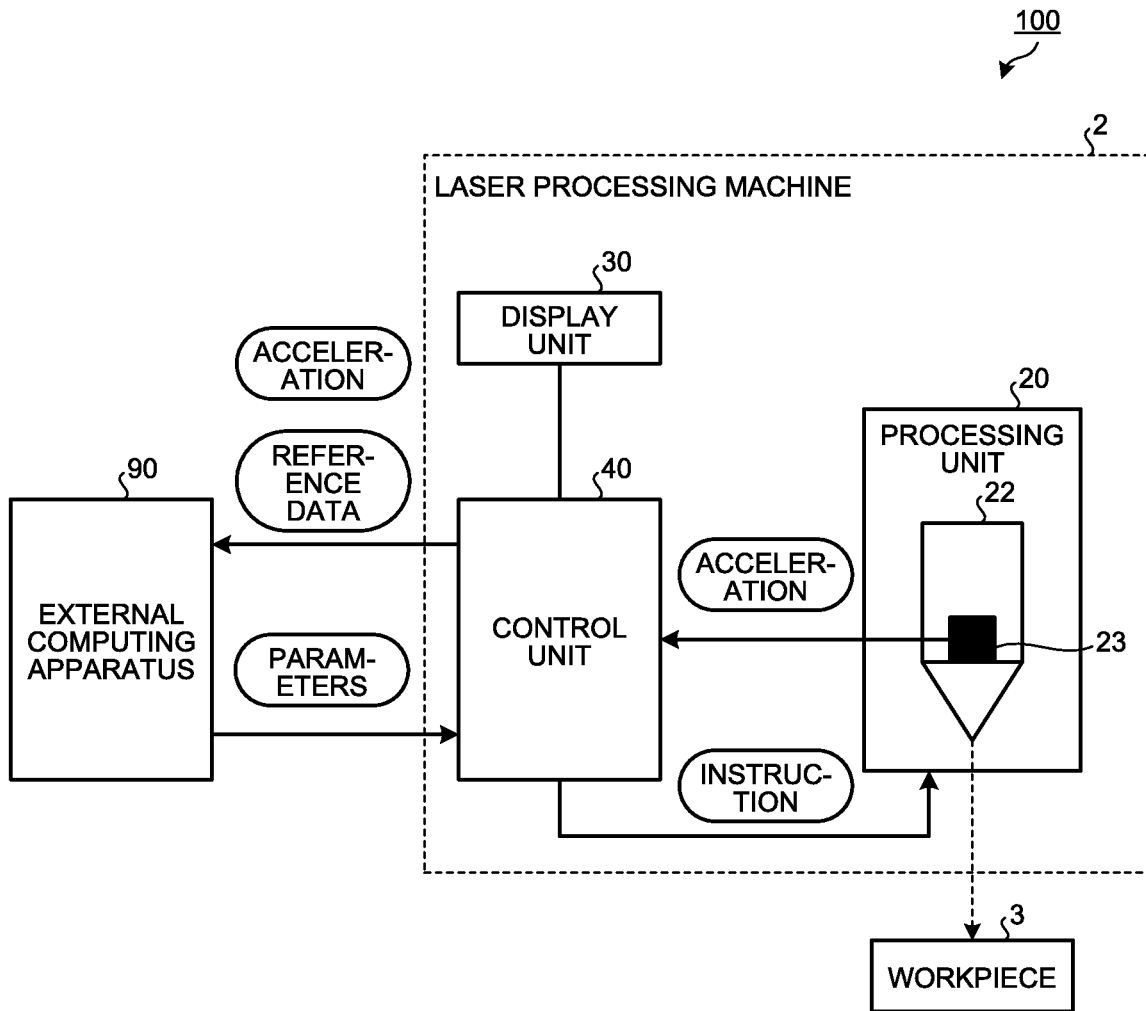 100
2
LASER PROCESSING MACHINE
30
DISPLAY
UNIT
ACCELER-
ATION
20
PROCESSING
UNIT
REFER-
ENCE
DATA
90
40
22
ACCELER-
ATION
EXTERNAL
COMPUTING
APPARATUS
CONTROL
UNIT
23
PARAM-
ETERS
INSTRUC-
TION
3
WORKPIECE